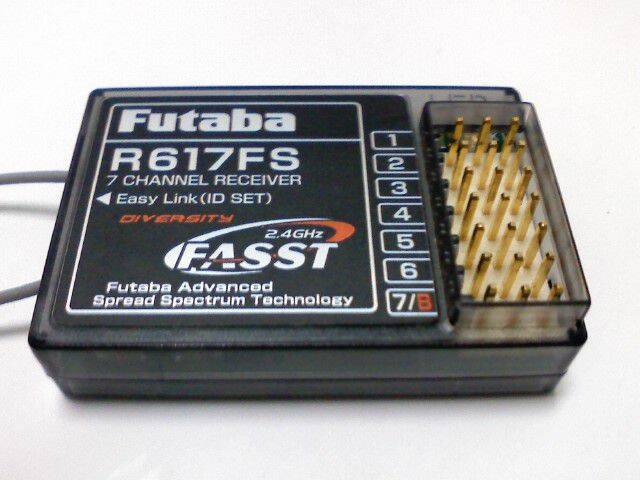 Futaba
R617FS
7 CHANNEL RECEIVER
◀ Easy Link (ID SET)
DIVERSITY
2.4GHz
FASST
Futaba Advanced
Spread Spectrum Technology
1
2
3
4
5
6
7/B